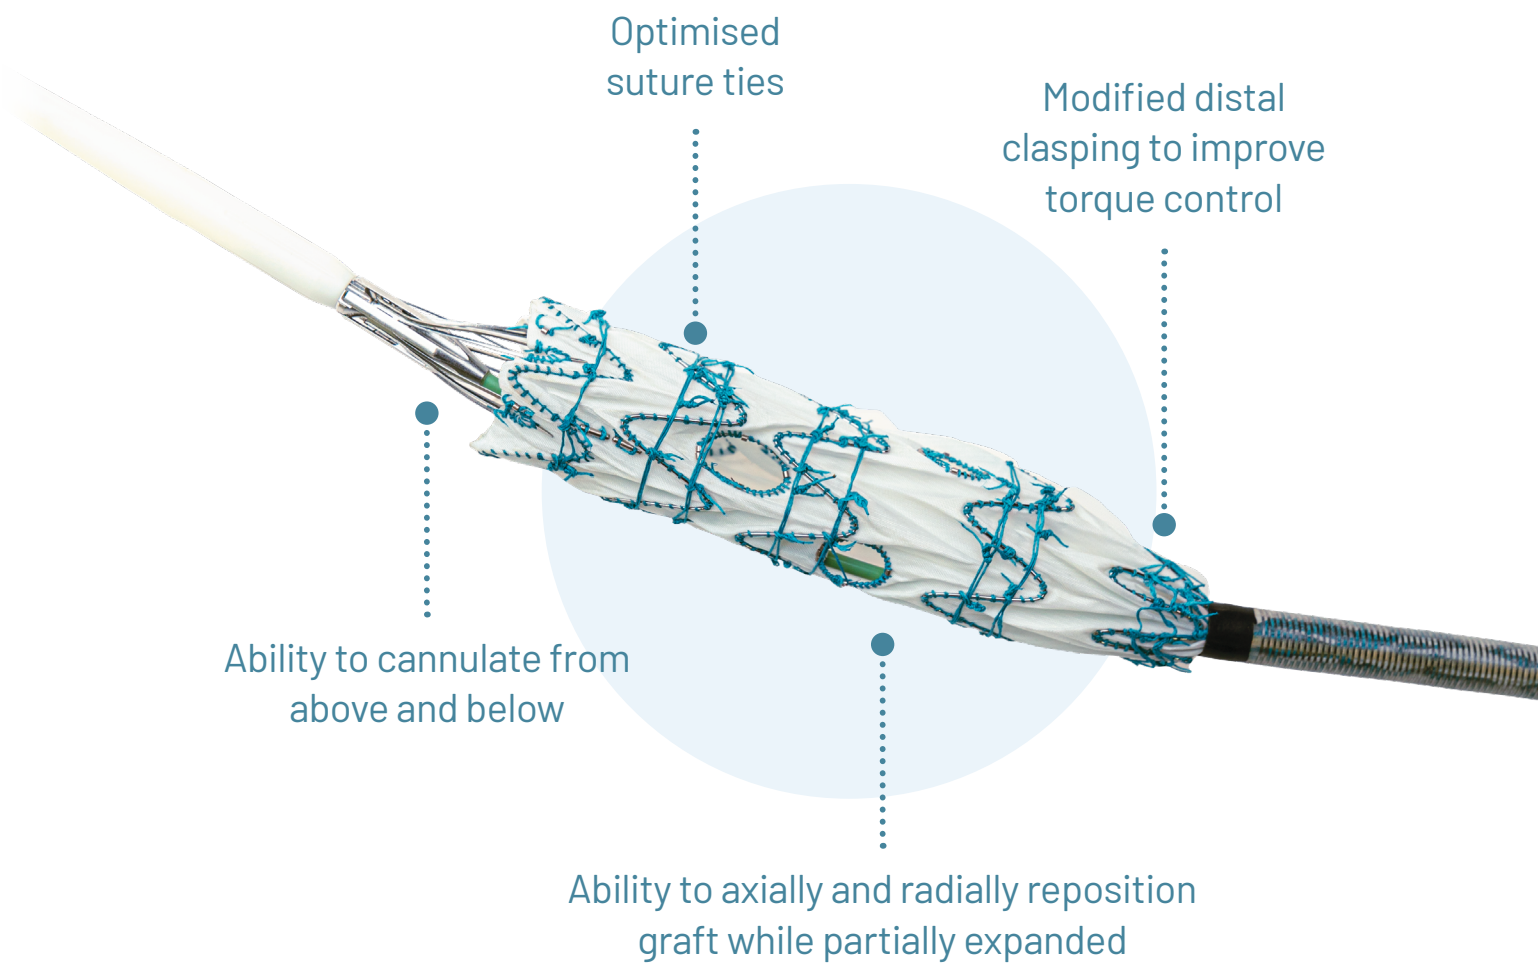 Optimised
suture ties
Modified distal
clasping to improve
torque control
Ability to cannulate from
above and below
Ability to axially and radially reposition
graft while partially expanded